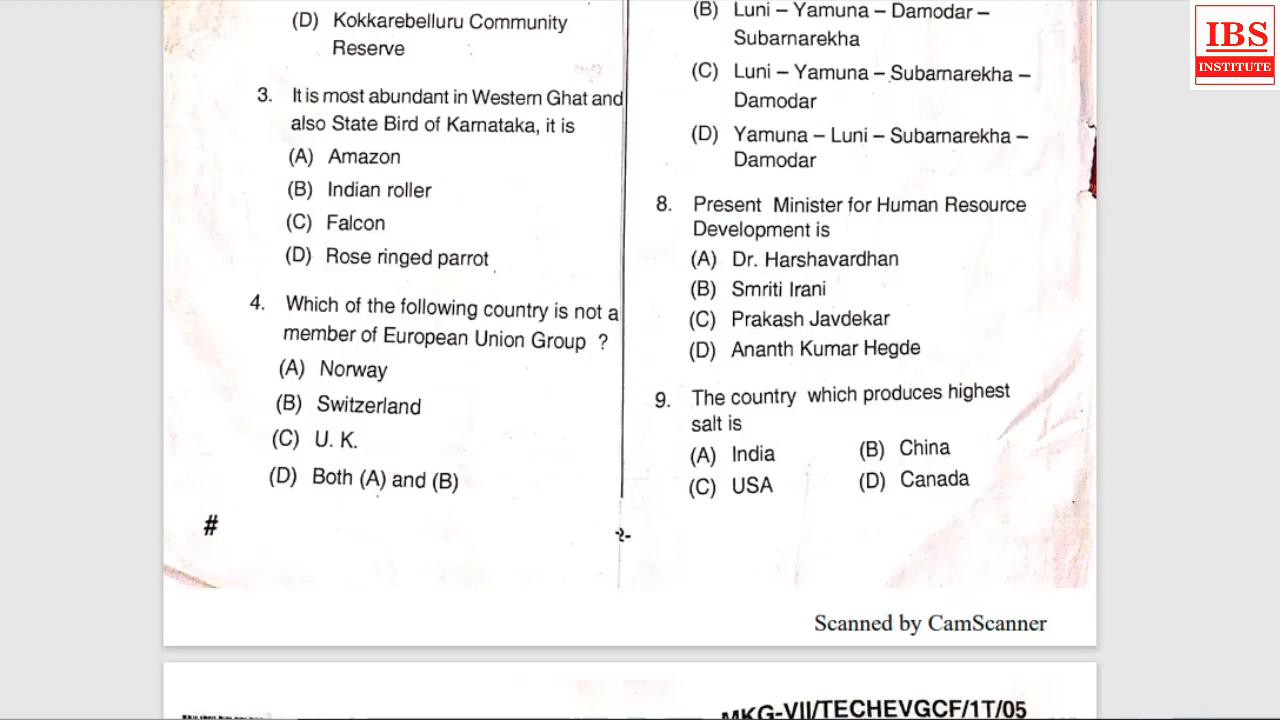 (D) Kokkarebelluru Community
Reserve
3. It is most abundant in Western Ghat and
also State Bird of Karnataka, it is
(A) Amazon
(B) Indian roller
(C) Falcon
(D) Rose ringed parrot
4. Which of the following country is not a
member of European Union Group ?
(A) Norway
(B) Switzerland
(C) U. K.
(D) Both (A) and (B)
#
(B) Luni – Yamuna – Damodar –
Subarnarekha
(C) Luni – Yamuna – Subarnarekha –
Damodar
(D) Yamuna – Luni – Subarnarekha –
Damodar
8. Present Minister for Human Resource
Development is
(A) Dr. Harshavardhan
(B) Smriti Irani
(C) Prakash Javdekar
(D) Ananth Kumar Hegde
9. The country which produces highest
salt is
(A) India (B) China
(C) USA (D) Canada
2-
Scanned by CamScanner
MKG-VII/TECHEVGCF/1T/05
IBS
INSTITUTE